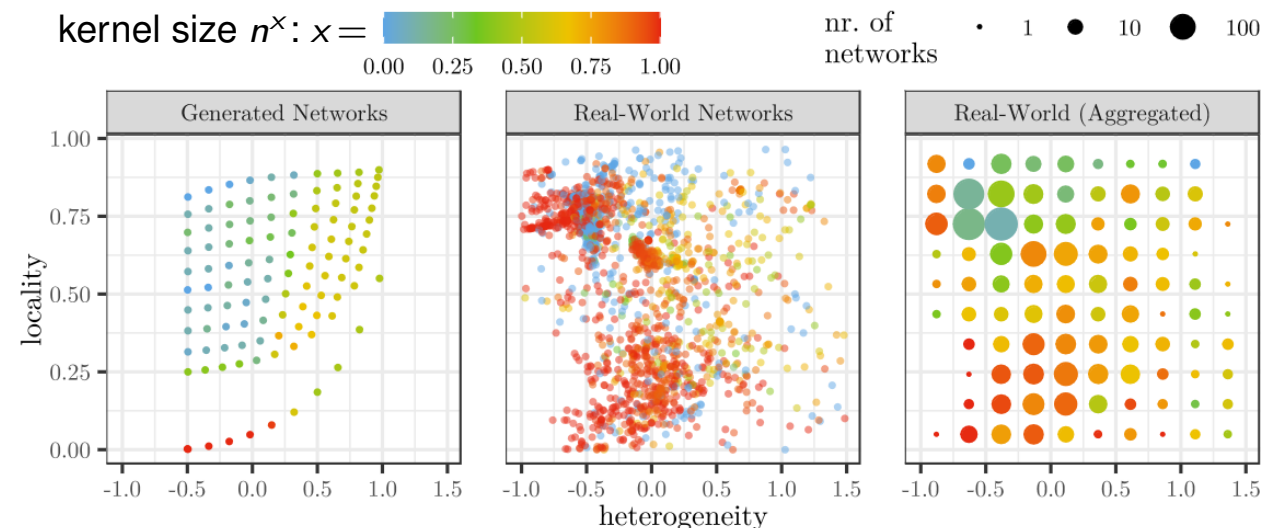 kernel size nˣ: x =
0.00 0.25 0.50 0.75 1.00
nr. of
networks
1 10 100
Generated Networks
Real-World Networks
Real-World (Aggregated)
locality
1.00
0.75
0.50
0.25
0.00
-1.0 -0.5 0.0 0.5 1.0 1.5
-1.0 -0.5 0.0 0.5 1.0 1.5
-1.0 -0.5 0.0 0.5 1.0 1.5
heterogeneity